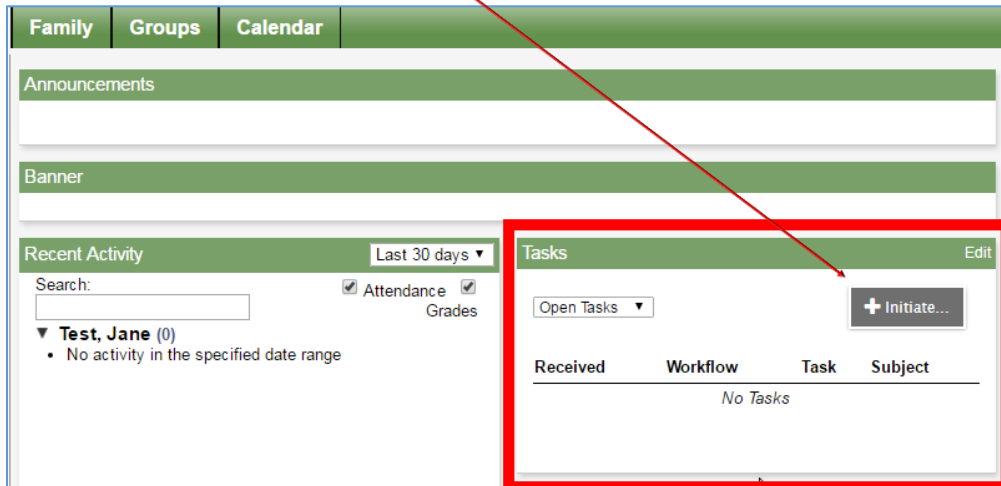 Family Groups Calendar
Announcements
Banner
Recent Activity Last 30 days ▼
Search:
Attendance
Grades
▼ Test, Jane (0)
• No activity in the specified date range
Tasks Edit
Open Tasks ▼ + Initiate...
Received Workflow Task Subject
No Tasks